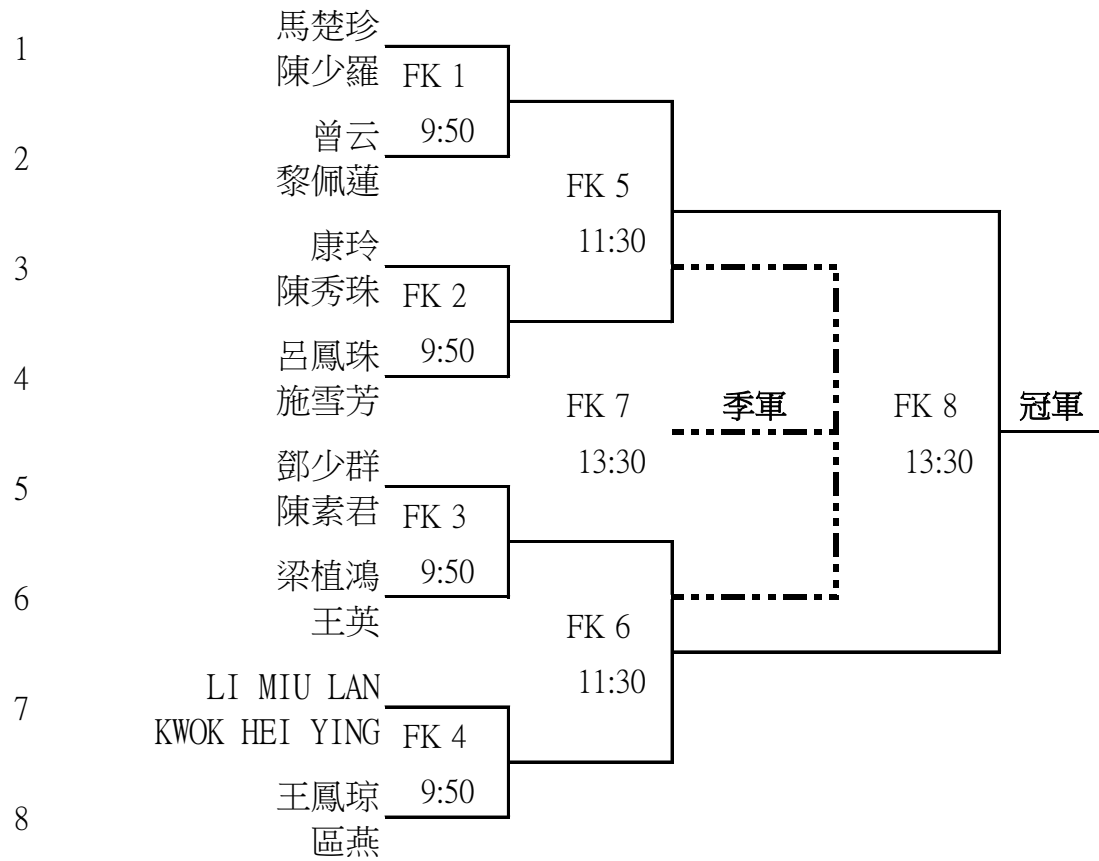 馬楚珍
1
陳少羅 FK 1
曾云 9:50
2
黎佩蓮 FK 5
康玲 11:30
3
陳秀珠 FK 2
呂鳳珠 9:50
4
施雪芳 FK 7 季軍 FK 8 冠軍
鄧少群 13:30 13:30
5
陳素君 FK 3
梁植鴻 9:50
6
王英 FK 6
LI MIU LAN 11:30
7
KWOK HEI YING FK 4
王鳳琼 9:50
8
區燕